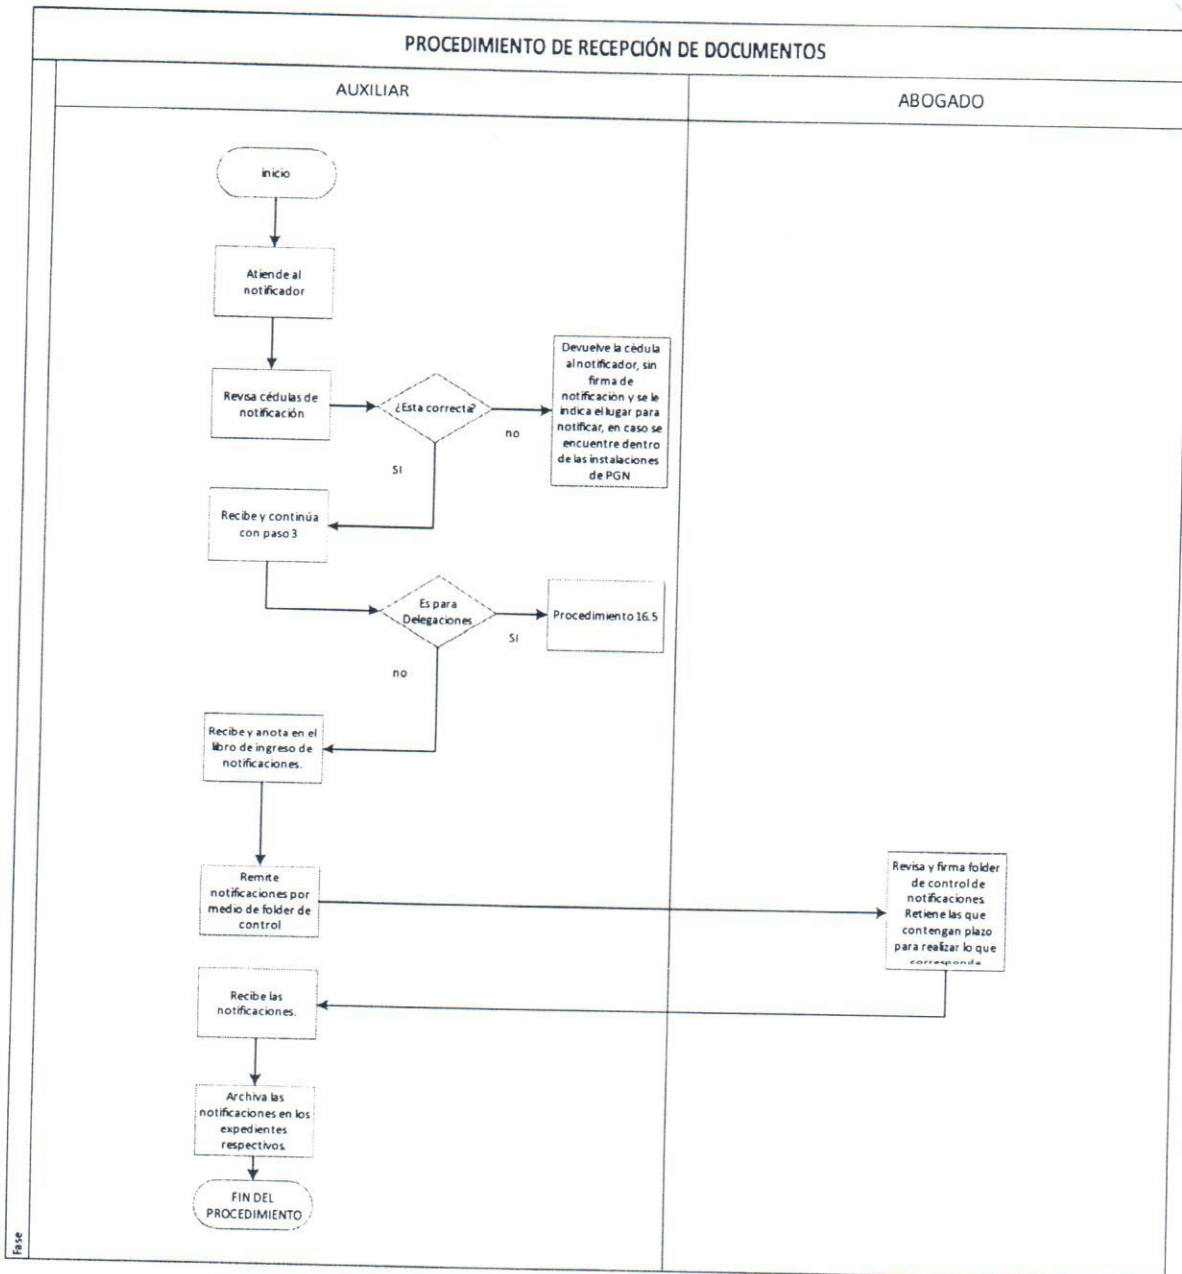 PROCEDIMIENTO DE RECEPCIÓN DE DOCUMENTOS
AUXILIAR
ABOGADO
inicio
Atiende al
notificador
Revisa cédulas de
notificación
¿Esta correcta?
no
SI
Devuelve la cédula
al notificador, sin
firma de
notificación y se le
indica el lugar para
notificar, en caso se
encuentre dentro
de las instalaciones
de PGN
Recibe y continúa
con paso 3
Es para
Delegaciones
SI
no
Procedimiento 16.5
Recibe y anota en el
libro de ingreso de
notificaciones.
Remite
notificaciones por
medio de folder de
control
Revisa y firma folder
de control de
notificaciones
Retiene las que
contengan plazo
para realizar lo que
corresponda
Recibe las
notificaciones.
Archiva las
notificaciones en los
expedientes
respectivos.
FIN DEL
PROCEDIMIENTO
Fase